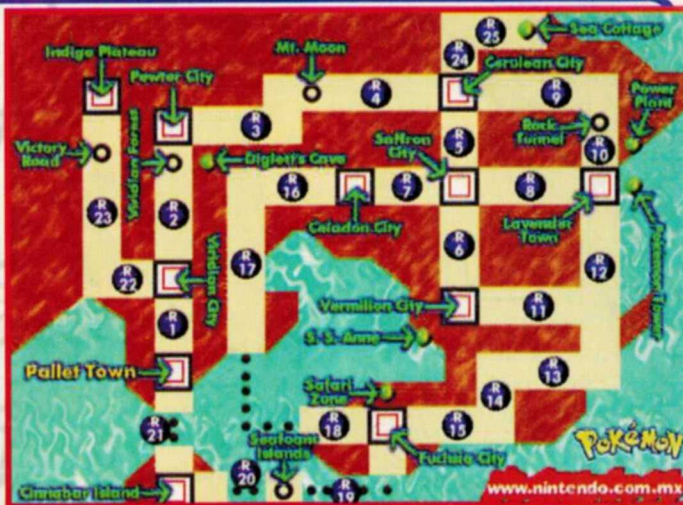 R 25
Sea Cottage
R 24
Indigo Plateau
Mt. Moon
Pewter City
Cerulean City
R 4
R 9
Power Plant
R 3
Rock Tunnel
Victory Road
Viridian Forest
Diglett's Cave
Saffron City
R 5
R 10
R 23
R 2
R 16
R 7
R 8
Celadon City
Lavender Town
Pokémon Tower
R 22
Viridian City
R 17
R 6
R 12
R 1
Vermilion City
R 11
S. S. Anne
Pallet Town
R 13
Safari Zone
R 14
R 21
R 18
R 15
Fuchsia City
POKéMON
Seafoam Islands
R 20
Cinnabar Island
R 19
www.nintendo.com.mx